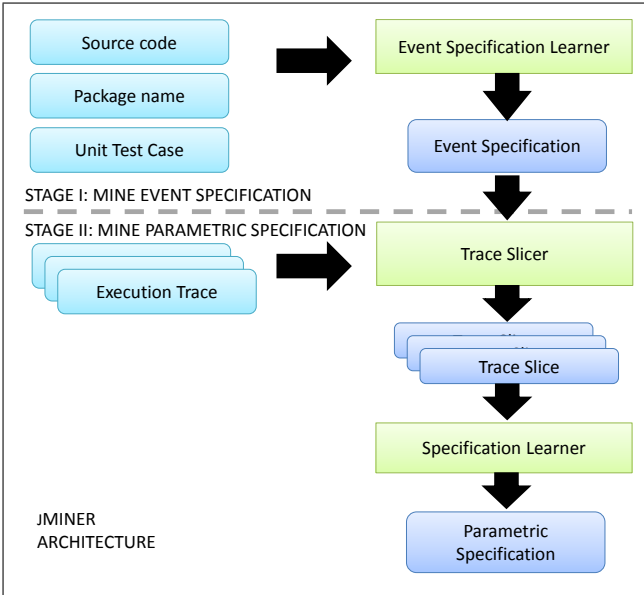 Source code
Event Specification Learner
Package name
Unit Test Case
Event Specification
STAGE I: MINE EVENT SPECIFICATION
STAGE II: MINE PARAMETRIC SPECIFICATION
Trace Slicer
Execution Trace
Trace Slice
Specification Learner
JMINER
ARCHITECTURE
Parametric
Specification